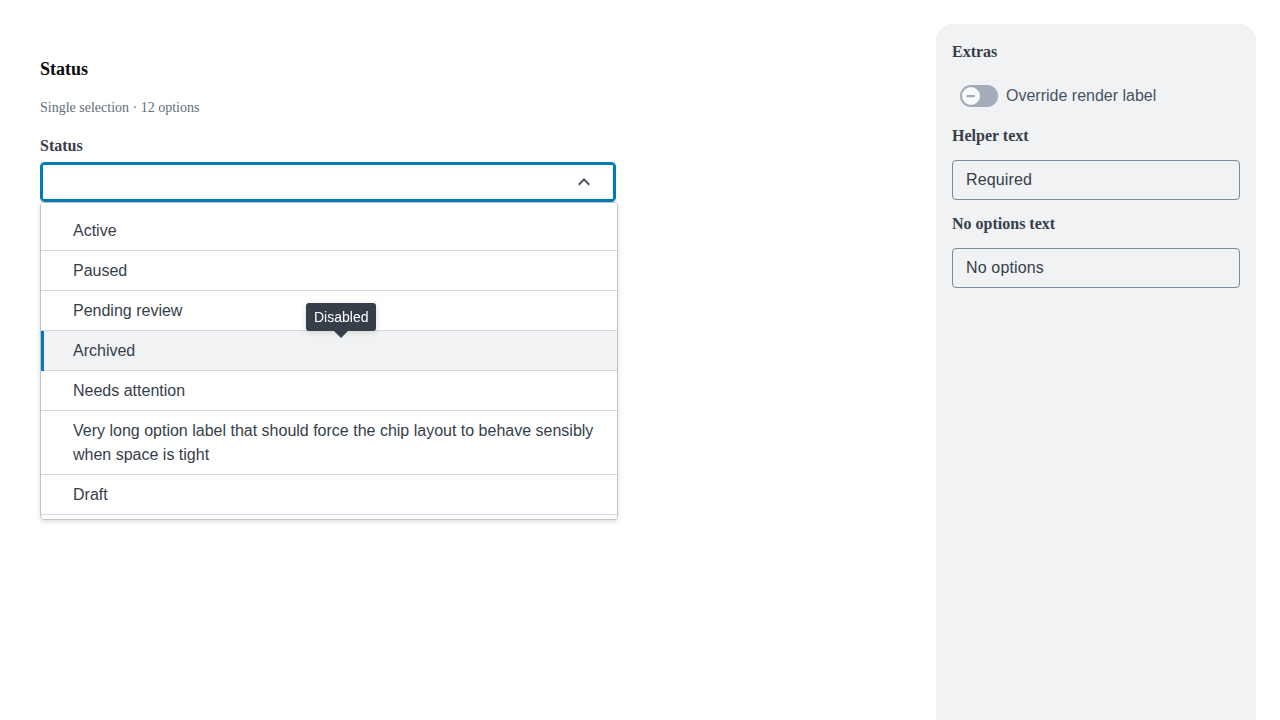 Status
Single selection · 12 options
Status
Active
Paused
Pending review
Disabled
Archived
Needs attention
Very long option label that should force the chip layout to behave sensibly
when space is tight
Draft
Extras
Override render label
Helper text
Required
No options text
No options